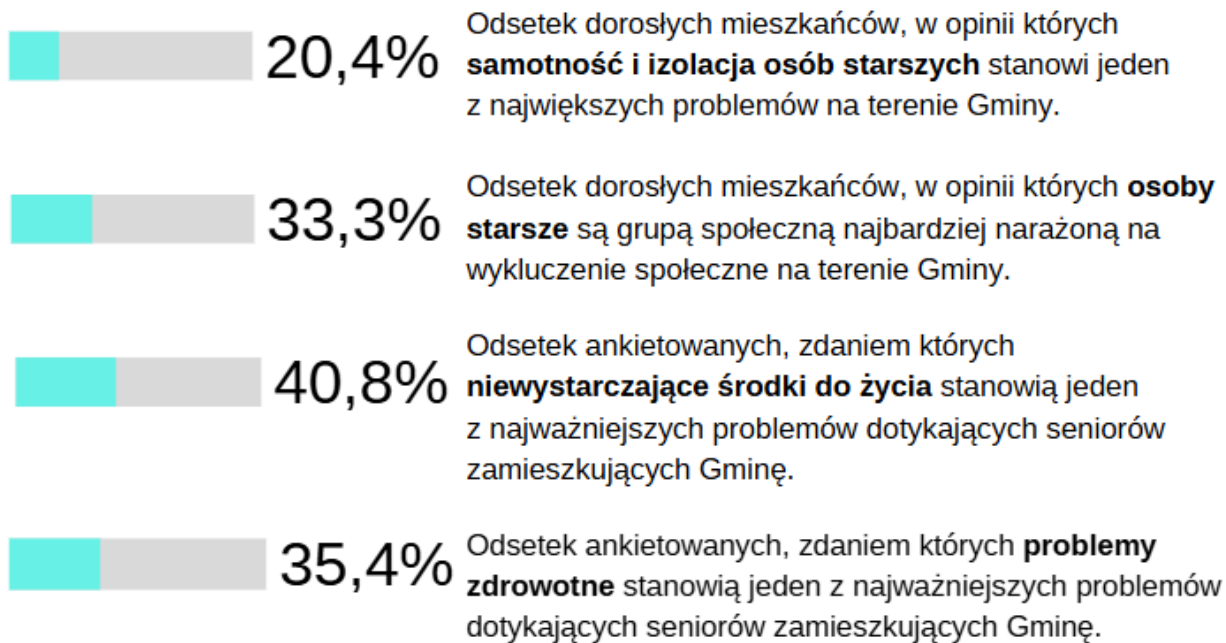 20,4%
Odsetek dorosłych mieszkańców, w opinii których
samotność i izolacja osób starszych stanowi jeden
z największych problemów na terenie Gminy.
33,3%
Odsetek dorosłych mieszkańców, w opinii których osoby
starsze są grupą społeczną najbardziej narażoną na
wykluczenie społeczne na terenie Gminy.
40,8%
Odsetek ankietowanych, zdaniem których
niewystarczające środki do życia stanowią jeden
z najważniejszych problemów dotykających seniorów
zamieszkujących Gminę.
35,4%
Odsetek ankietowanych, zdaniem których problemy
zdrowotne stanowią jeden z najważniejszych problemów
dotykających seniorów zamieszkujących Gminę.